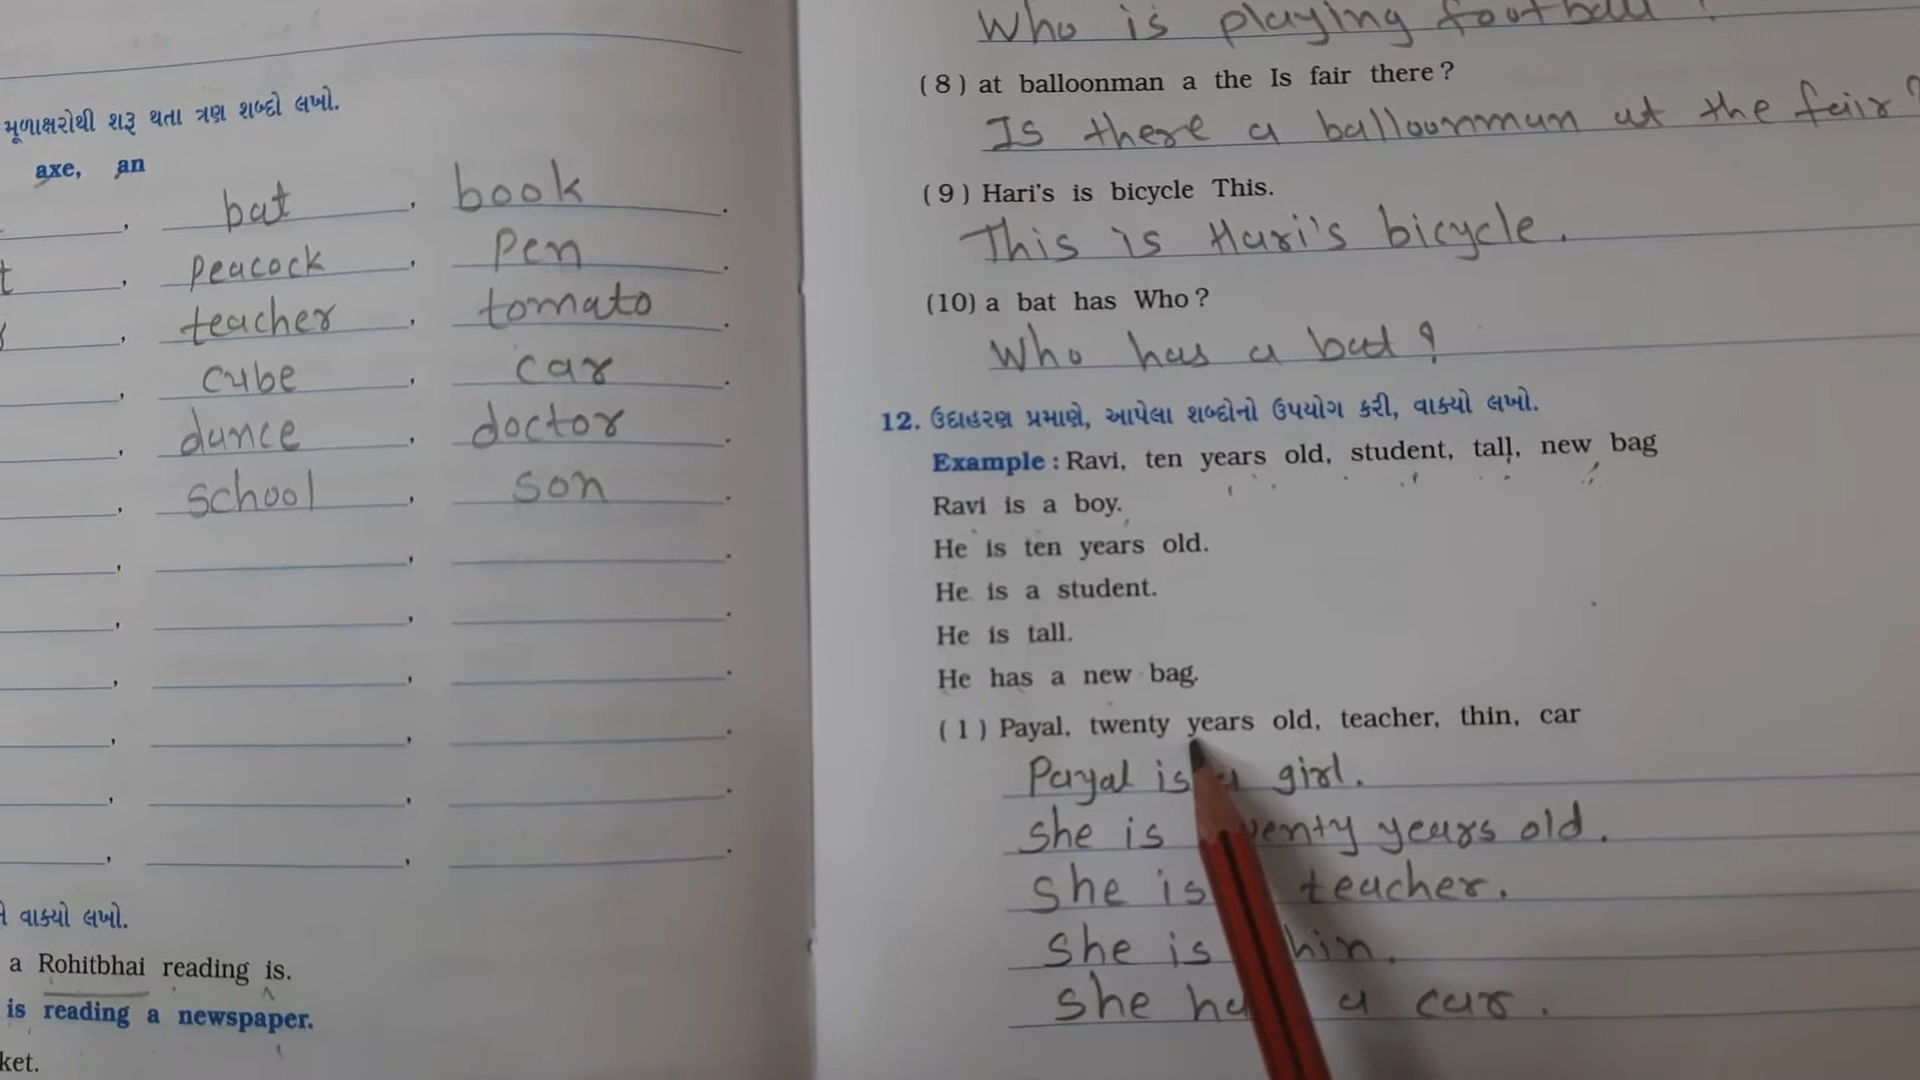 મૂળાક્ષરોથી શરૂ થતા ત્રણ શબ્દો લખો.
axe, an
, bat , book .
t , peacock , pen .
, teacher , tomato .
, cube , car .
, dance , doctor .
, school , son .
વાક્યો લખો.
a Rohitbhai reading is.
is reading a newspaper.
ket.
Who is playing football ?
( 8 ) at balloonman a the Is fair there ?
Is there a balloonman at the fair ?
( 9 ) Hari's is bicycle This.
This is Hari's bicycle.
(10) a bat has Who ?
Who has a bat ?
12. ઉદાહરણ પ્રમાણે, આપેલા શબ્દોનો ઉપયોગ કરી, વાક્યો લખો.
Example : Ravi, ten years old, student, tall, new bag
Ravi is a boy.
He is ten years old.
He is a student.
He is tall.
He has a new bag.
( 1 ) Payal, twenty years old, teacher, thin, car
Payal is a girl.
She is twenty years old.
She is teacher.
She is thin.
She has a car.